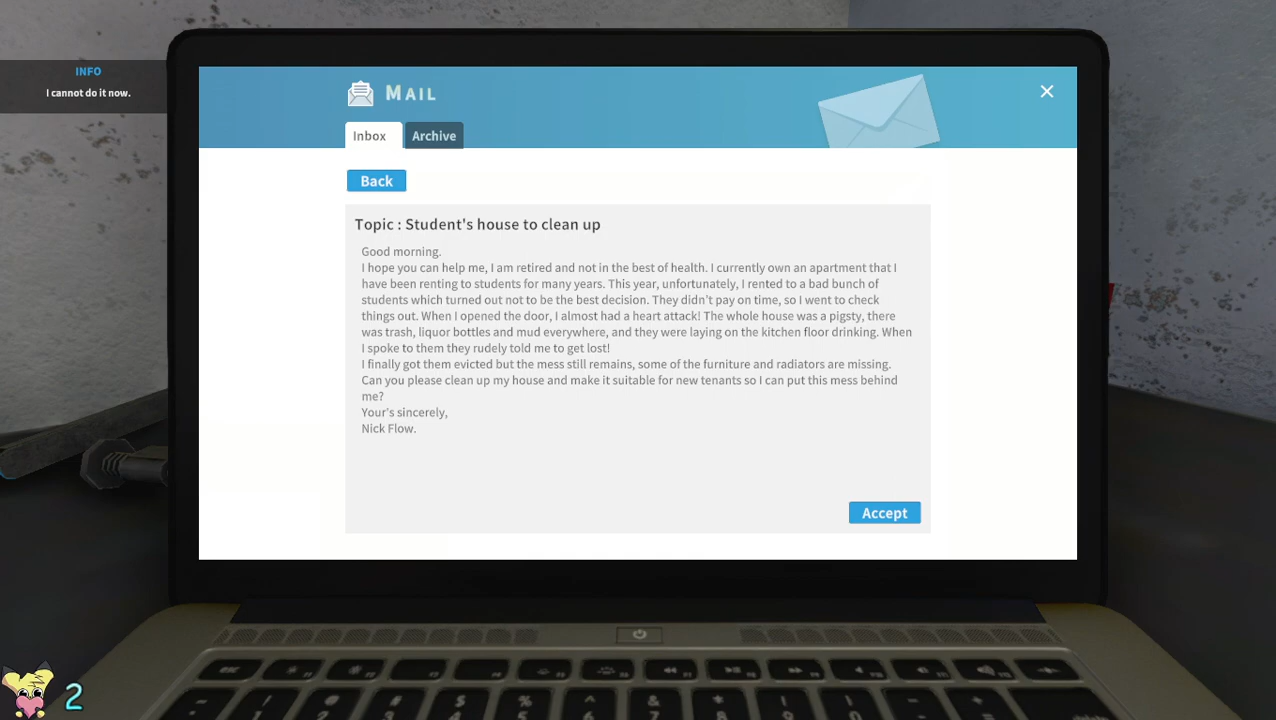 INFO
I cannot do it now.
MAIL
Inbox
Archive
Back
Topic : Student's house to clean up
Good morning.
I hope you can help me, I am retired and not in the best of health. I currently own an apartment that I
have been renting to students for many years. This year, unfortunately, I rented to a bad bunch of
students which turned out not to be the best decision. They didn't pay on time, so I went to check
things out. When I opened the door, I almost had a heart attack! The whole house was a pigsty, there
was trash, liquor bottles and mud everywhere, and they were laying on the kitchen floor drinking. When
I spoke to them they rudely told me to get lost!
I finally got them evicted but the mess still remains, some of the furniture and radiators are missing.
Can you please clean up my house and make it suitable for new tenants so I can put this mess behind
me?
Your's sincerely,
Nick Flow.
Accept
2